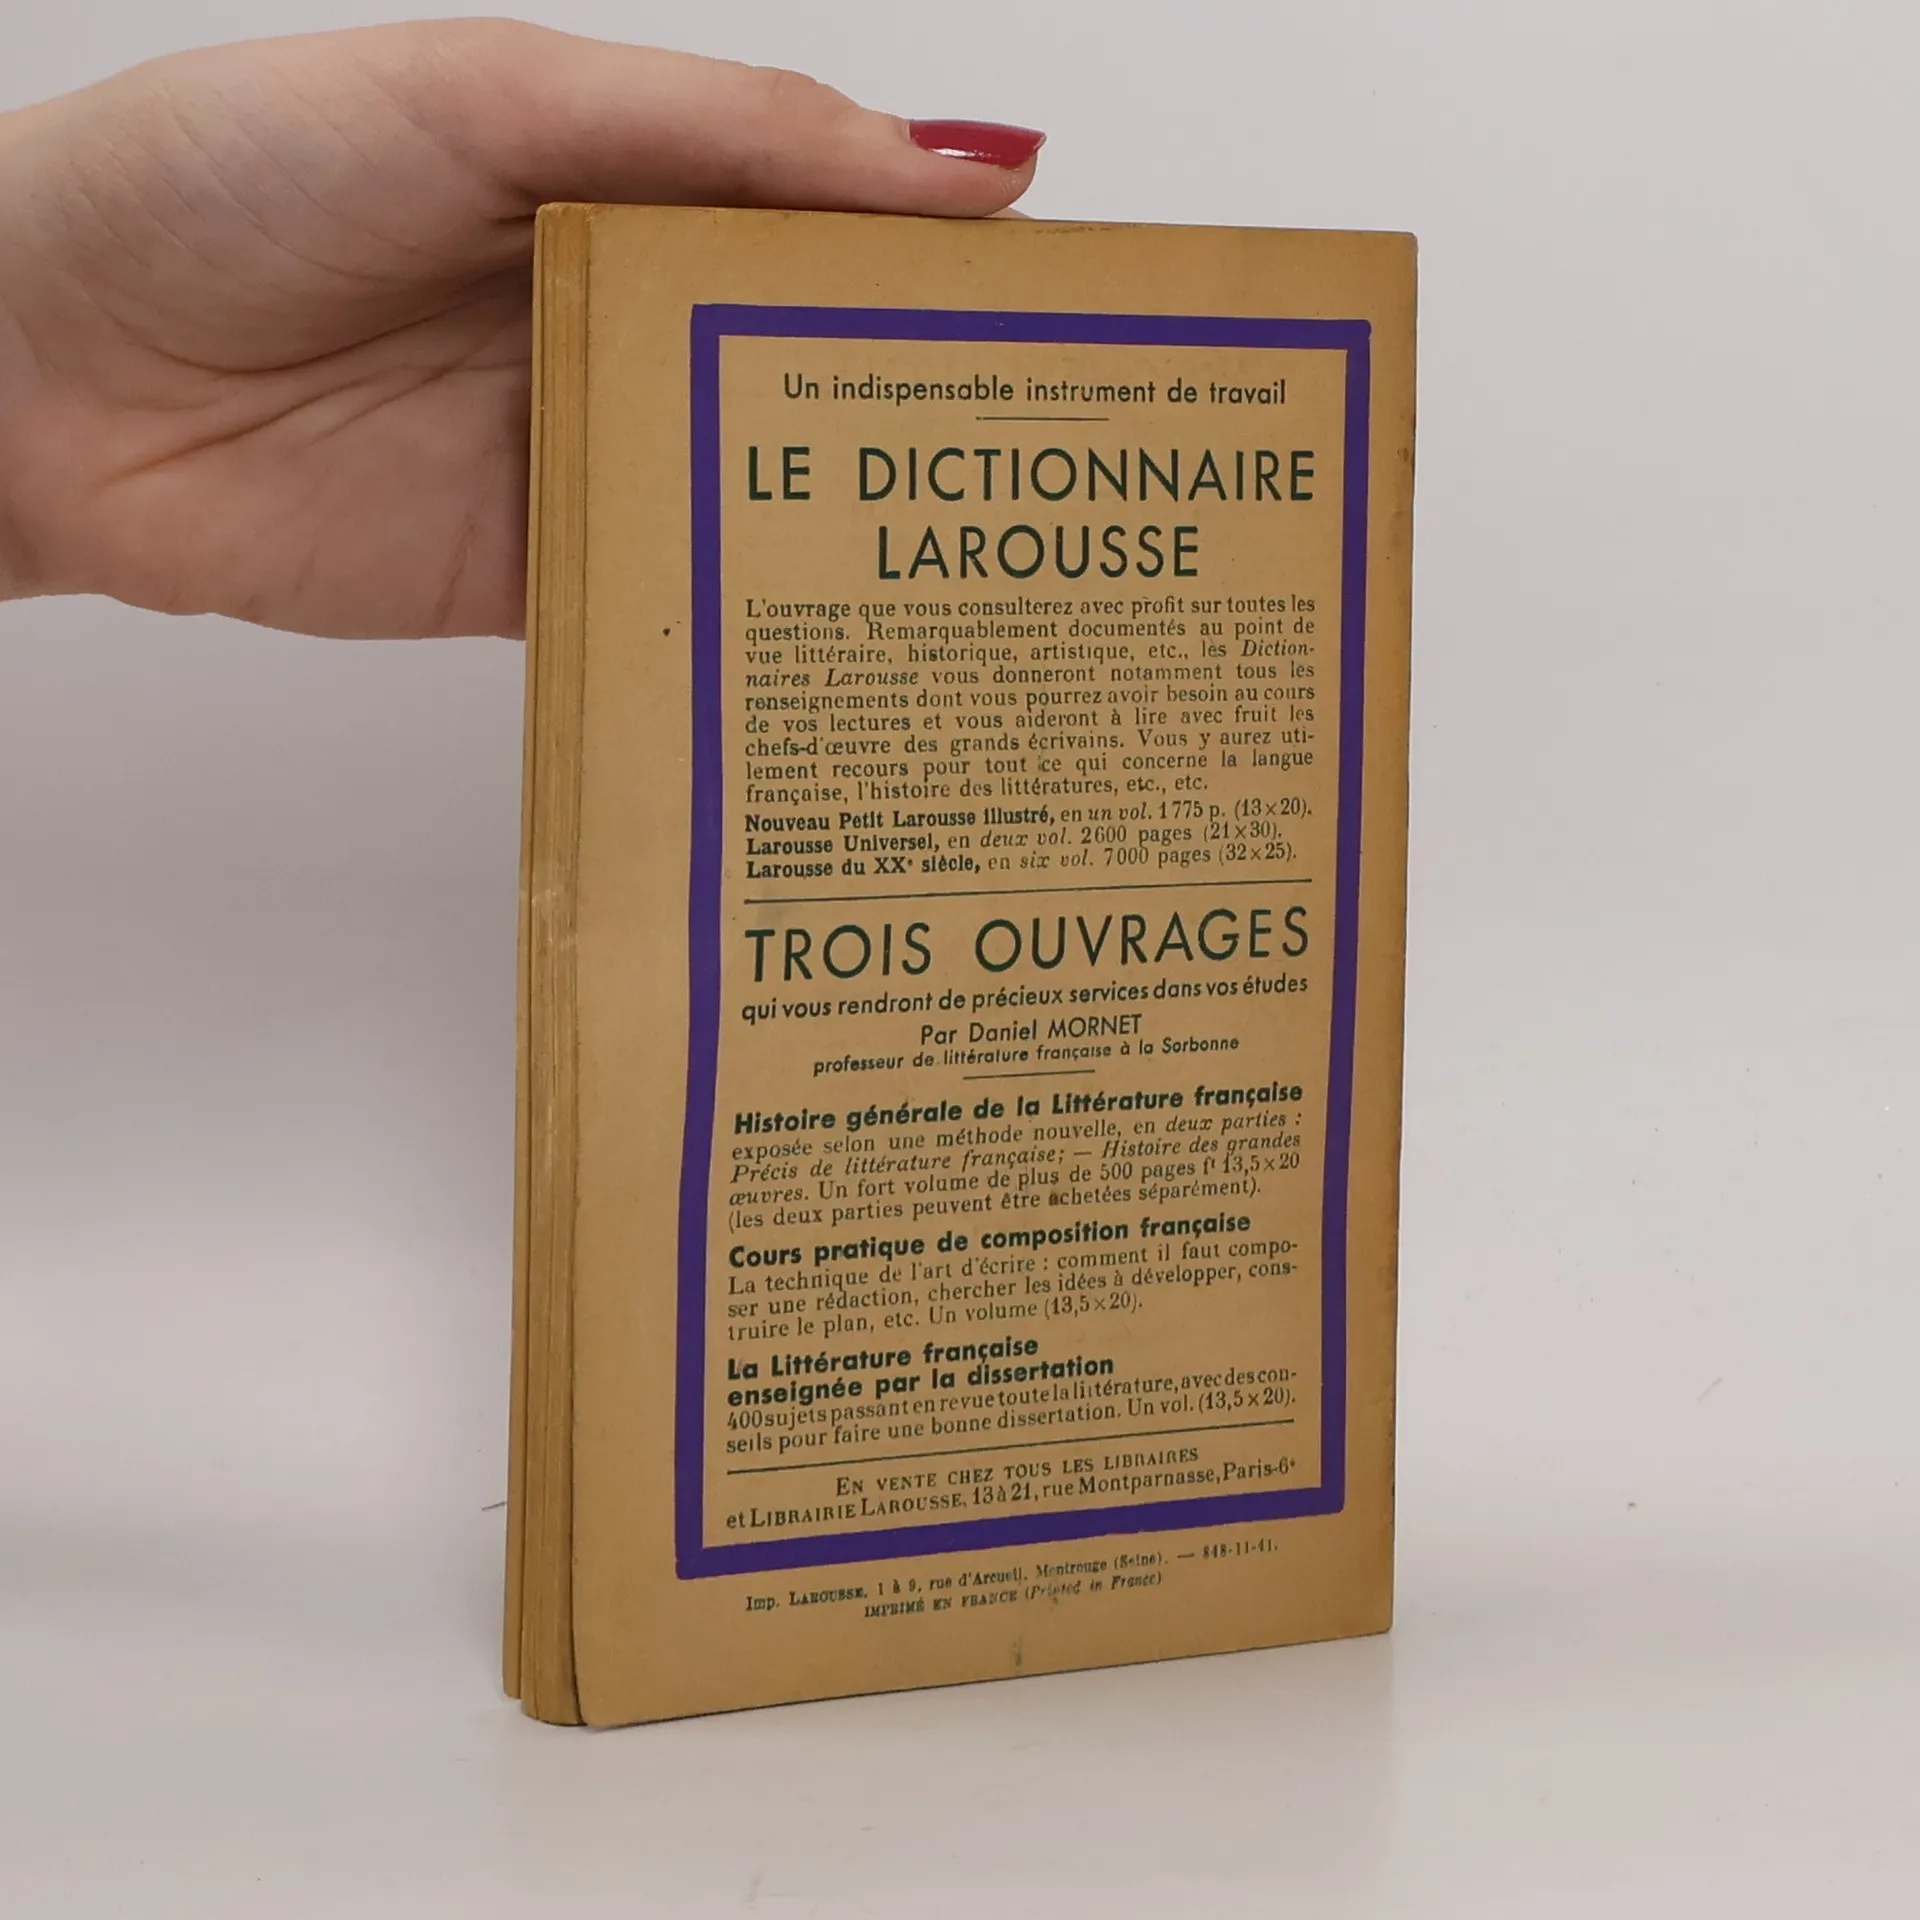 Un indispensable instrument de travail
LE DICTIONNAIRE
LAROUSSE
L'ouvrage que vous consulterez avec profit sur toutes les
questions. Remarquablement documentés au point de
vue littéraire, historique, artistique, etc., les Diction-
naires Larousse vous donneront notamment tous les
renseignements dont vous pourrez avoir besoin au cours
de vos lectures et vous aideront à lire avec fruit les
chefs-d'œuvre des grands écrivains. Vous y aurez uti-
lement recours pour tout ce qui concerne la langue
française, l'histoire des littératures, etc., etc.
Nouveau Petit Larousse illustré, en un vol. 1775 p. (13×20).
Larousse Universel, en deux vol. 2600 pages (21×30).
Larousse du XXe siècle, en six vol. 7000 pages (32×25).
TROIS OUVRAGES
qui vous rendront de précieux services dans vos études
Par Daniel MORNET
professeur de littérature française à la Sorbonne
Histoire générale de la Littérature française
exposée selon une méthode nouvelle, en deux parties :
Précis de littérature française; — Histoire des grandes
œuvres. Un fort volume de plus de 500 pages ft 13,5×20
(les deux parties peuvent être achetées séparément).
Cours pratique de composition française
La technique de l'art d'écrire : comment il faut compo-
ser une rédaction, chercher les idées à développer, cons-
truire le plan, etc. Un volume (13,5×20).
La Littérature française
enseignée par la dissertation
400 sujets passant en revue toute la littérature, avec des con-
seils pour faire une bonne dissertation. Un vol. (13,5×20).
EN VENTE CHEZ TOUS LES LIBRAIRES
et LIBRAIRIE LAROUSSE, 13 à 21, rue Montparnasse, Paris-6e
Imp. LAROUSSE, 1 à 9, rue d'Arcueil, Montrouge (Seine). — 848-11-41.
IMPRIMÉ EN FRANCE (Printed in France)